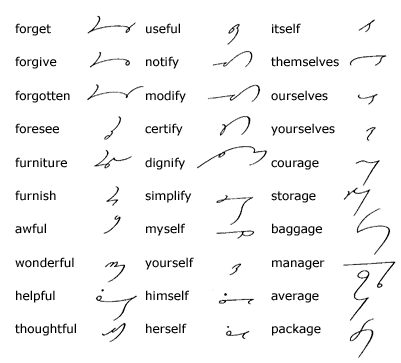 forget useful itself
forgive notify themselves
forgotten modify ourselves
foresee certify yourselves
furniture dignify courage
furnish simplify storage
awful myself baggage
wonderful yourself manager
helpful himself average
thoughtful herself package